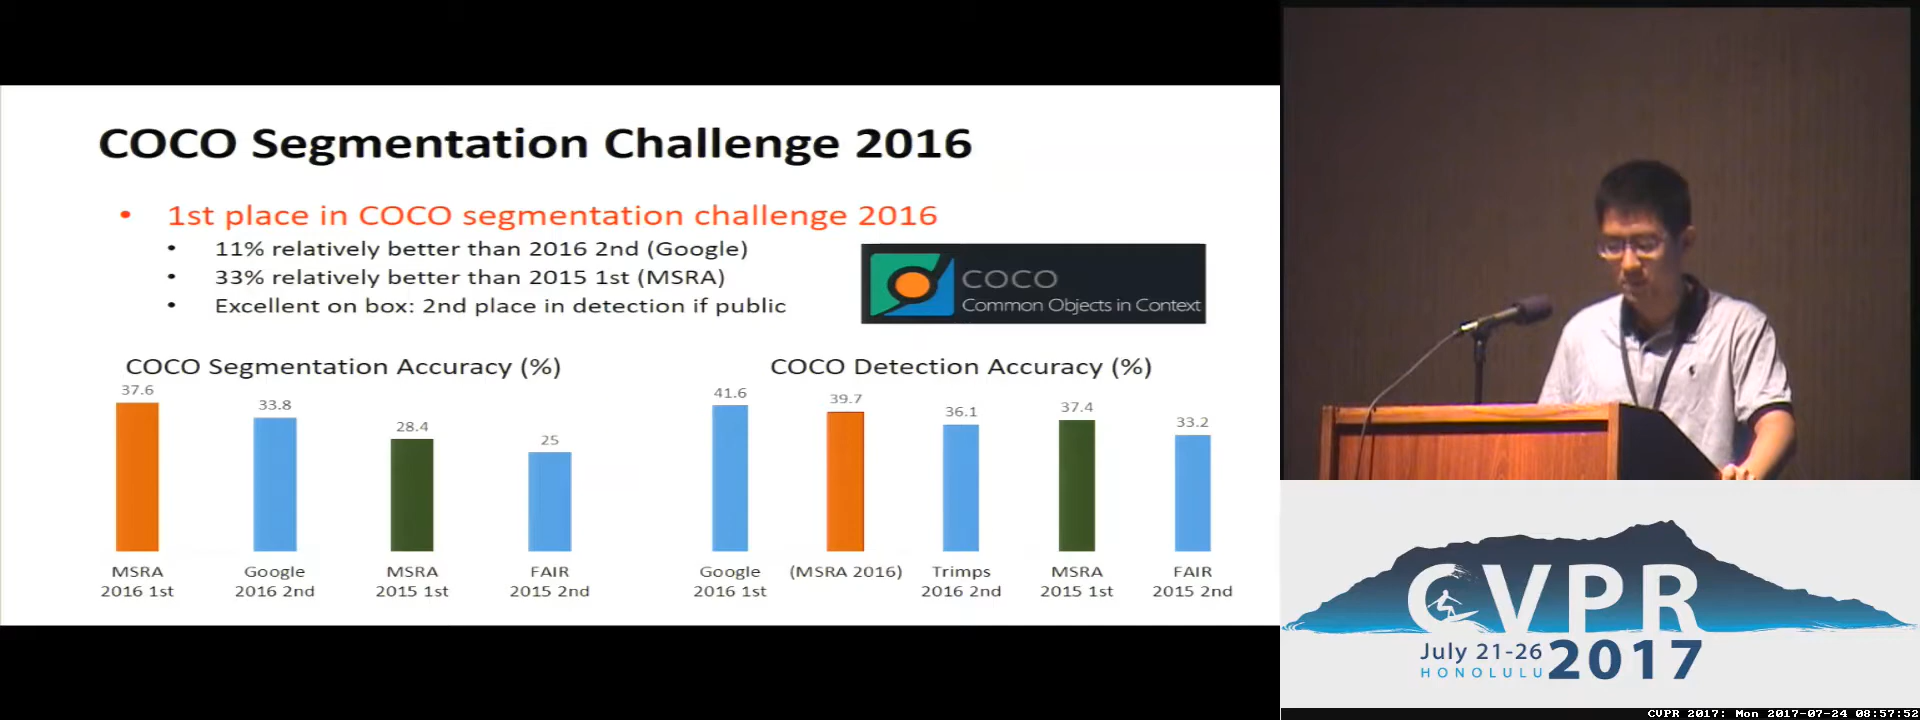 COCO Segmentation Challenge 2016
• 1st place in COCO segmentation challenge 2016
• 11% relatively better than 2016 2nd (Google)
• 33% relatively better than 2015 1st (MSRA)
• Excellent on box: 2nd place in detection if public
COCO
Common Objects in Context
COCO Segmentation Accuracy (%)
37.6
33.8
28.4
25
MSRA 2016 1st
Google 2016 2nd
MSRA 2015 1st
FAIR 2015 2nd
COCO Detection Accuracy (%)
41.6
39.7
36.1
37.4
33.2
Google 2016 1st
(MSRA 2016)
Trimps 2016 2nd
MSRA 2015 1st
FAIR 2015 2nd
CVPR
July 21-26
HONOLULU
2017
CVPR 2017: Mon 2017-07-24 08:57:52